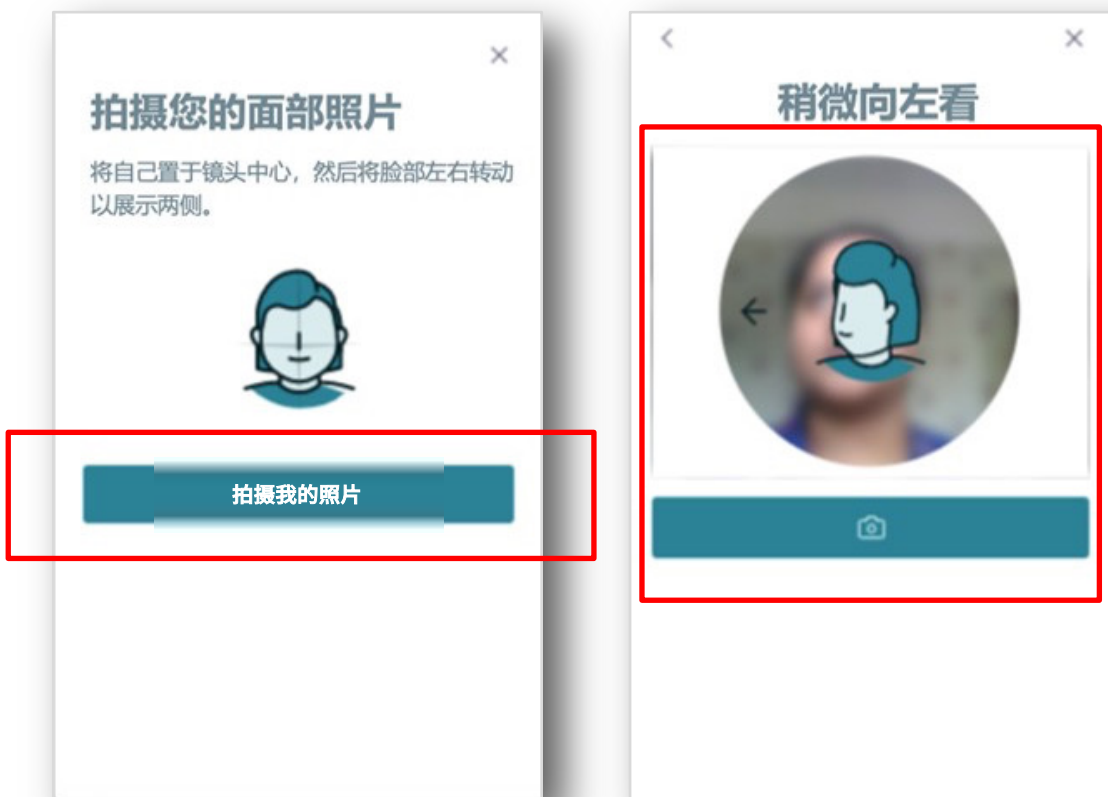 拍摄您的面部照片
将自己置于镜头中心，然后将脸部左右转动
以展示两侧。
拍摄我的照片
稍微向左看